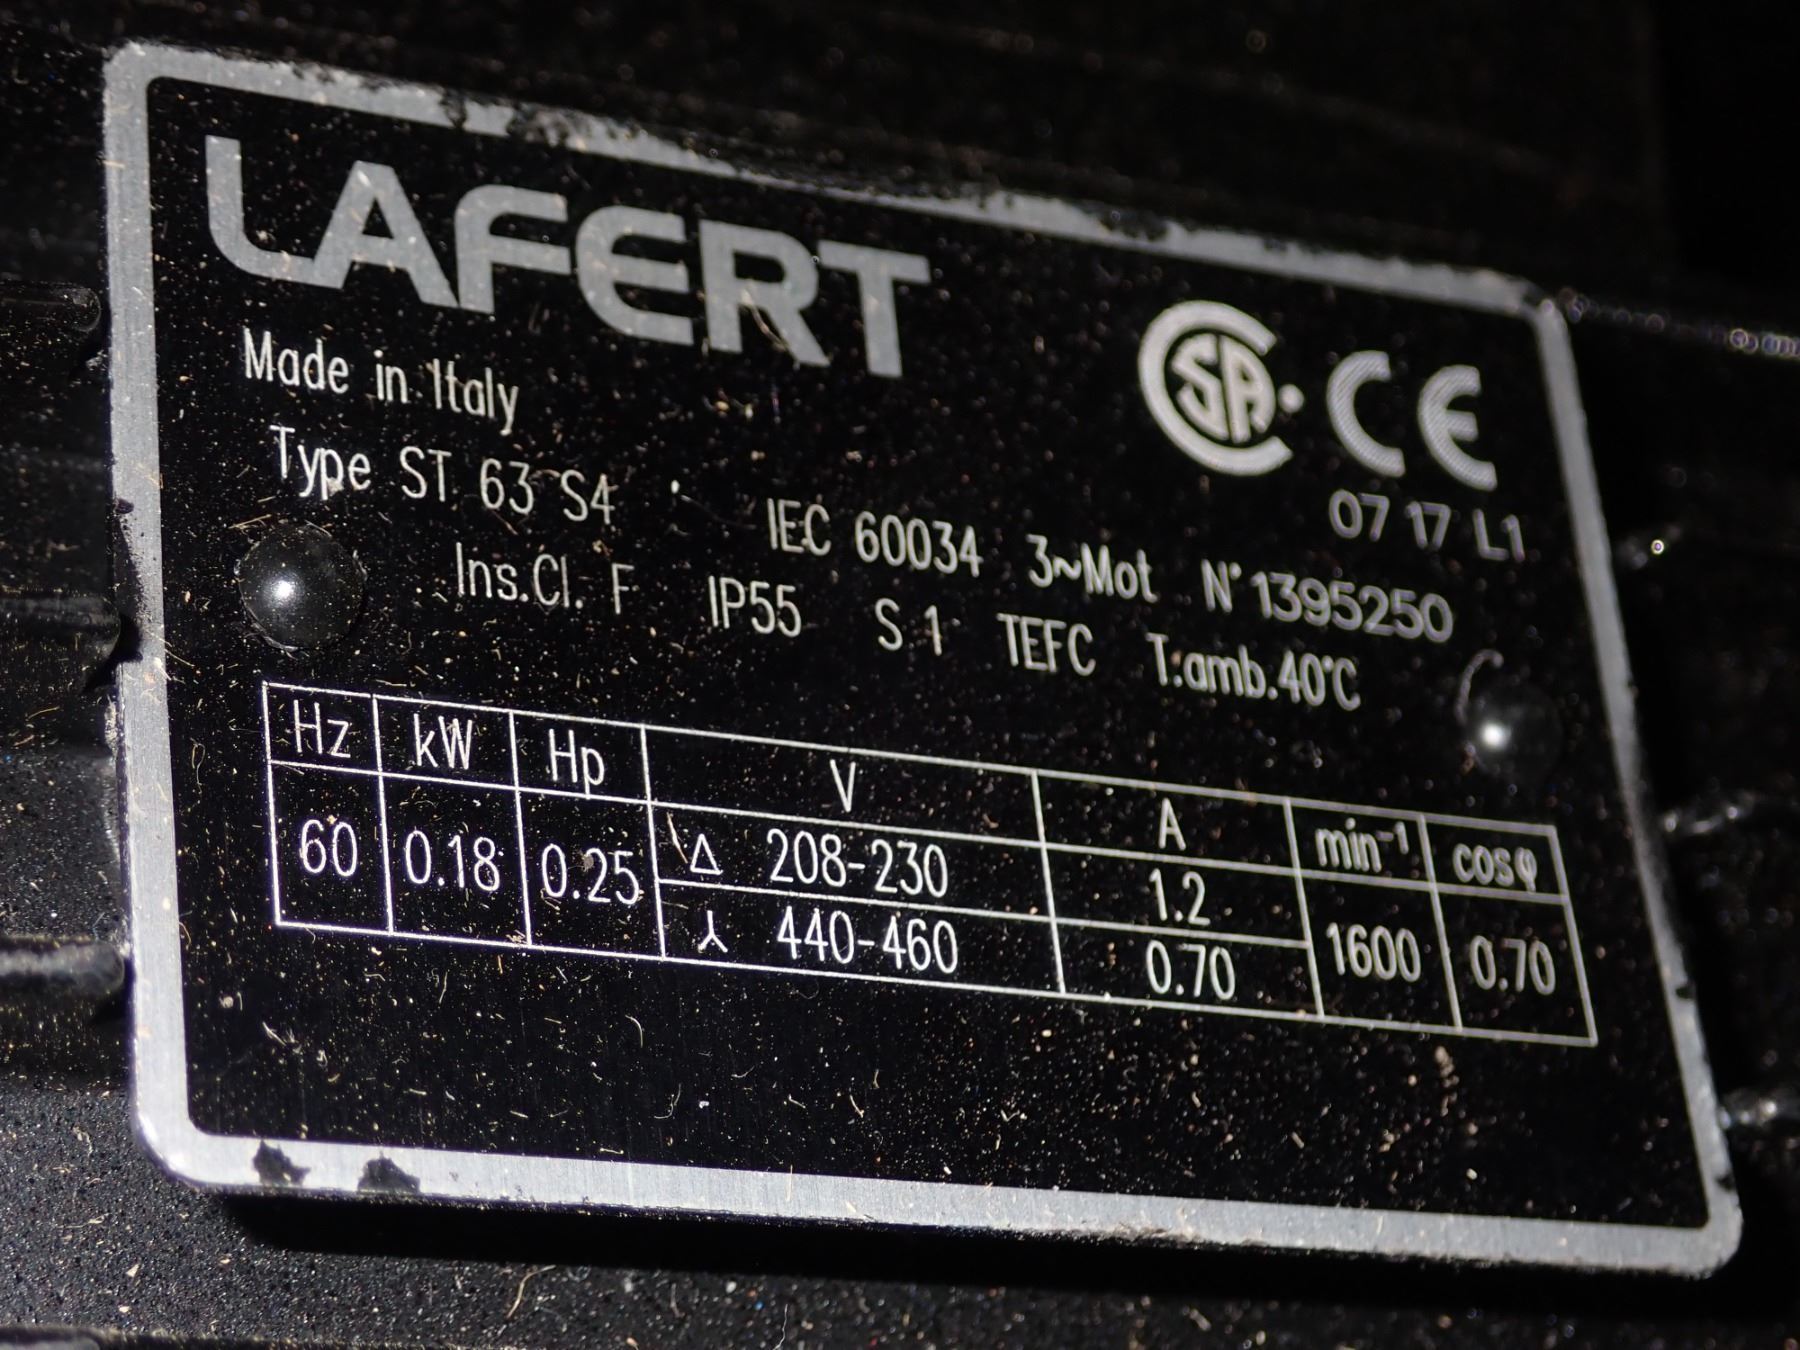 LAFERT
Made in Italy
CSA CE
Type ST 63 S4
07 17 L1
IEC 60034 3~Mot N° 1395250
Ins.Cl. F IP55 S 1 TEFC T.amb.40°C
Hz kW Hp V A min⁻¹ cosφ
60 0.18 0.25 Δ 208-230 1.2 1600 0.70
⅄ 440-460 0.70